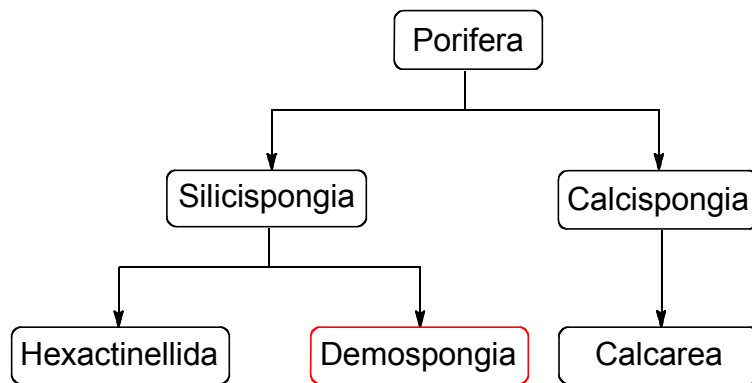 Porifera
Silicispongia
Calcispongia
Hexactinellida
Demospongia
Calcarea